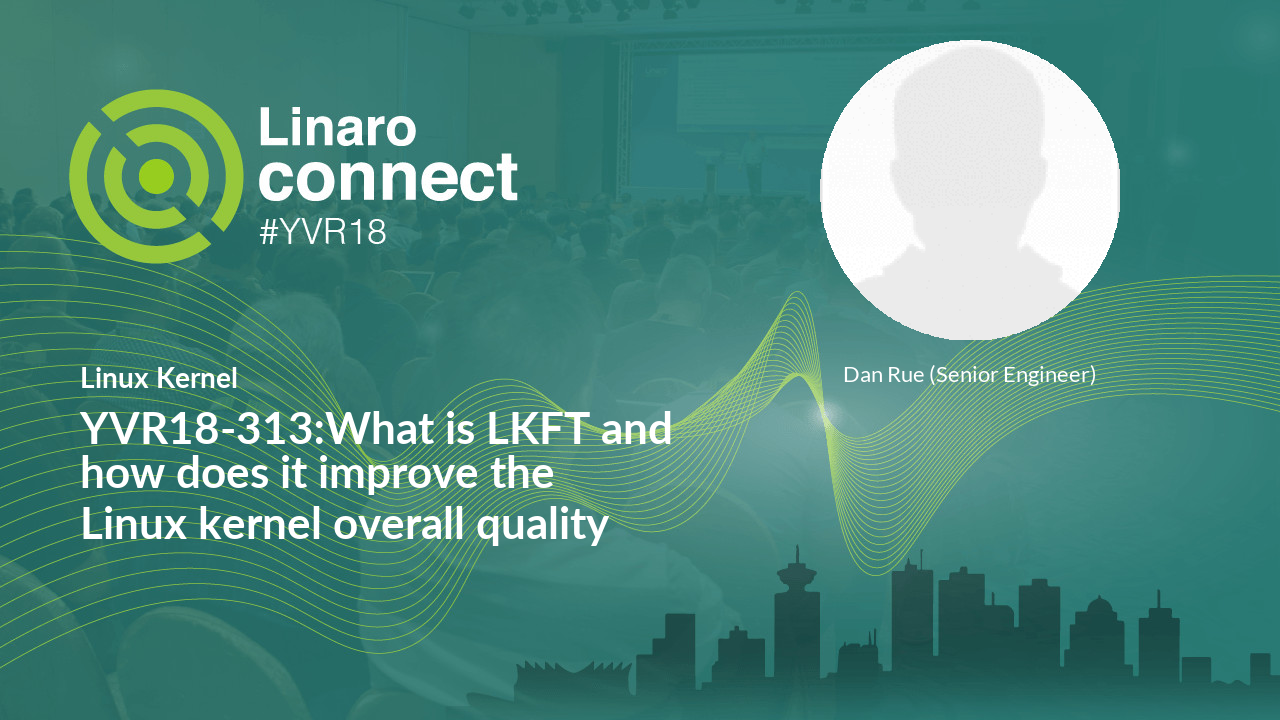 Linaro
connect
#YVR18
Dan Rue (Senior Engineer)
Linux Kernel
YVR18-313:What is LKFT and
how does it improve the
Linux kernel overall quality